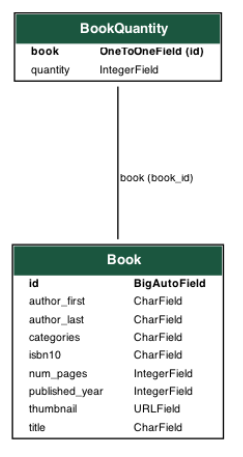 BookQuantity
book OneToOneField (id)
quantity IntegerField
book (book_id)
Book
id BigAutoField
author_first CharField
author_last CharField
categories CharField
isbn10 CharField
num_pages IntegerField
published_year IntegerField
thumbnail URLField
title CharField